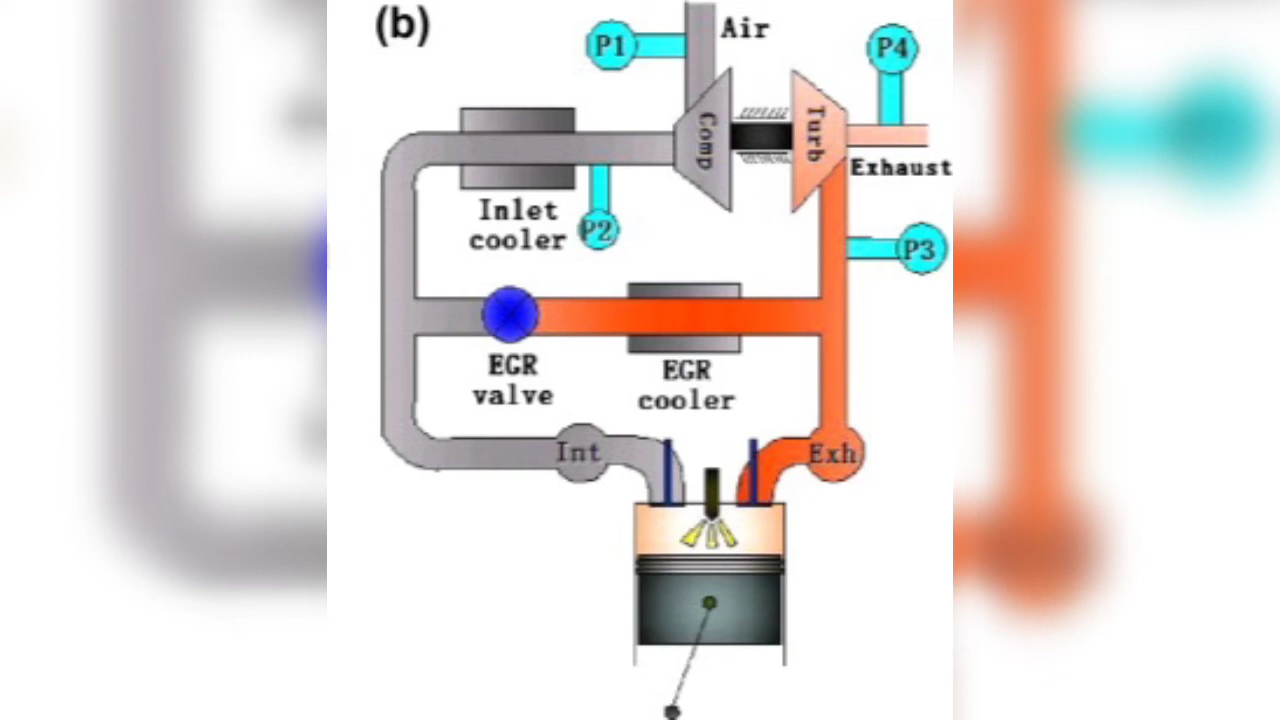 (b)
P1
Air
P4
Comp
Turb
Exhaust
Inlet
cooler
P2
P3
EGR
valve
EGR
cooler
Int
Exh